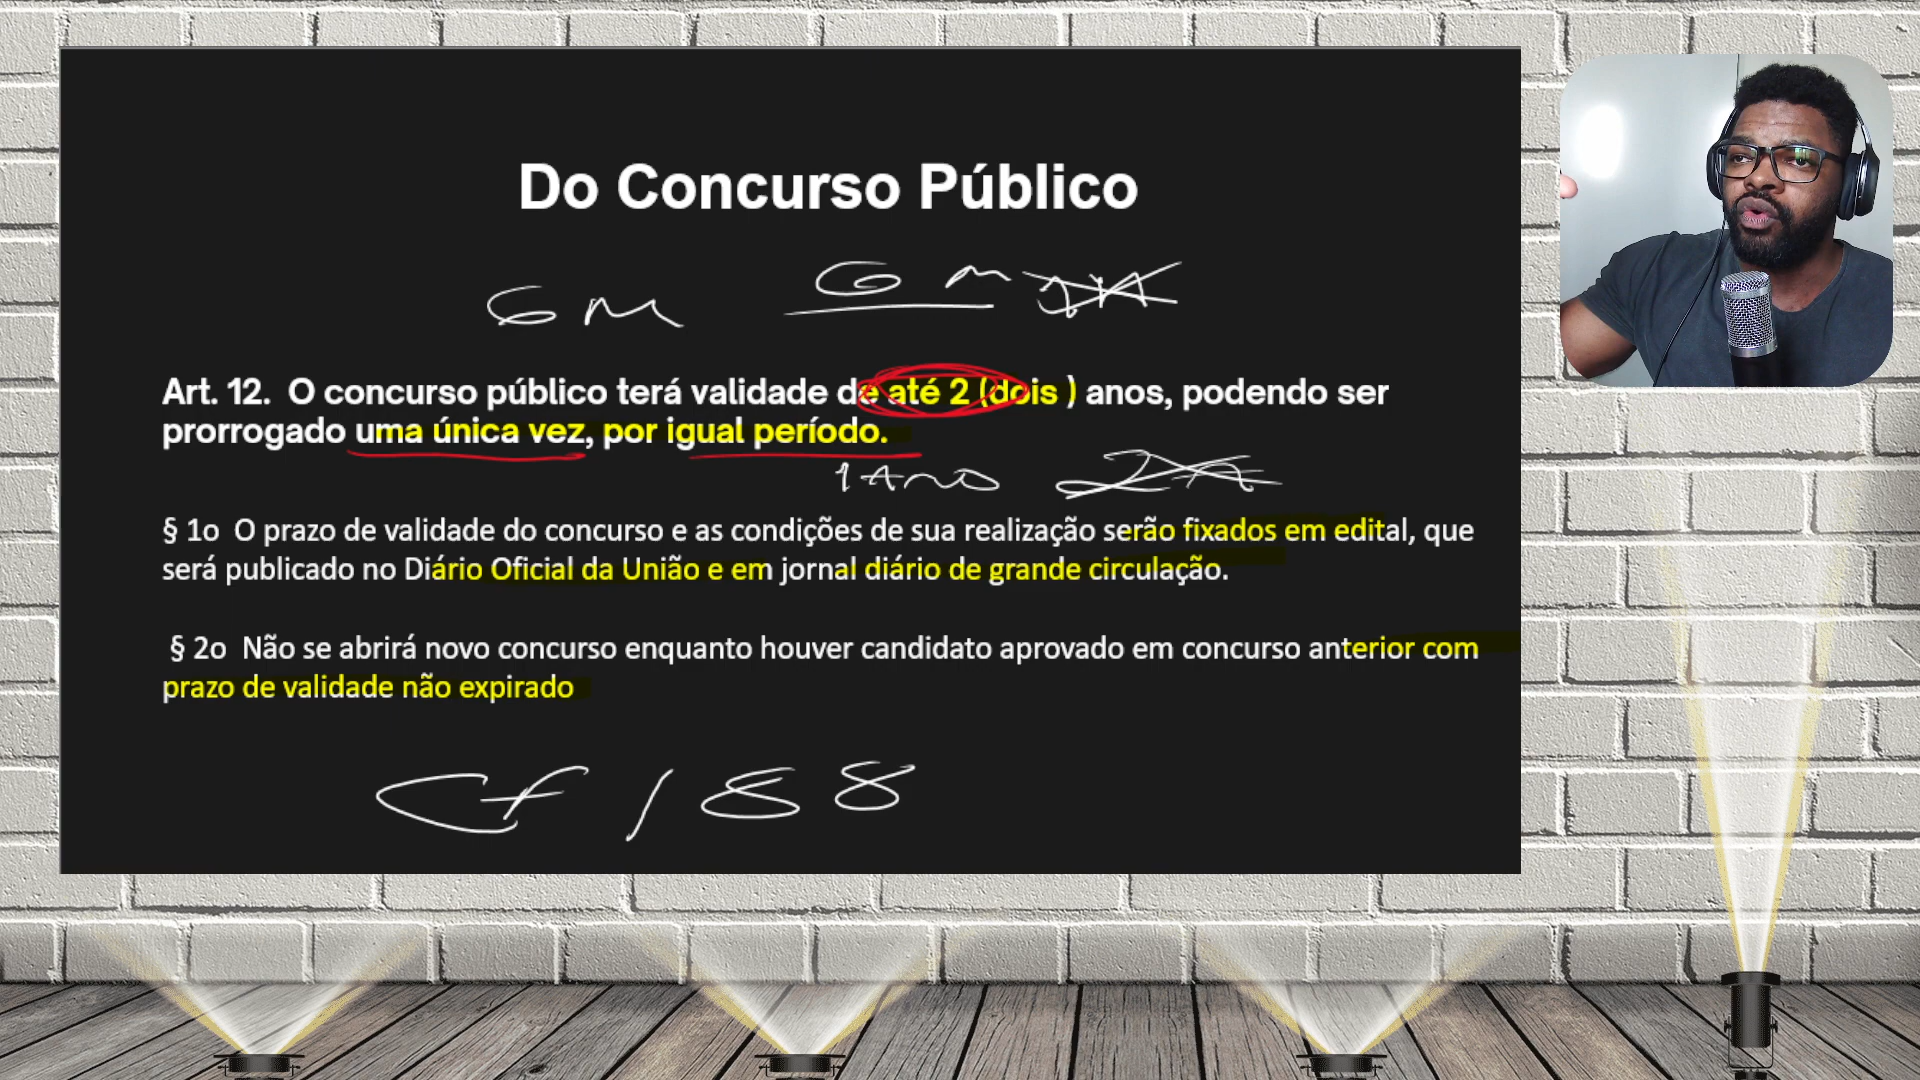 Do Concurso Público
6 M 6 M 1A
Art. 12. O concurso público terá validade de até 2 (dois ) anos, podendo ser
prorrogado uma única vez, por igual período.
1 ANO 2A
§ 1o O prazo de validade do concurso e as condições de sua realização serão fixados em edital, que
será publicado no Diário Oficial da União e em jornal diário de grande circulação.
§ 2o Não se abrirá novo concurso enquanto houver candidato aprovado em concurso anterior com
prazo de validade não expirado
CF / 88